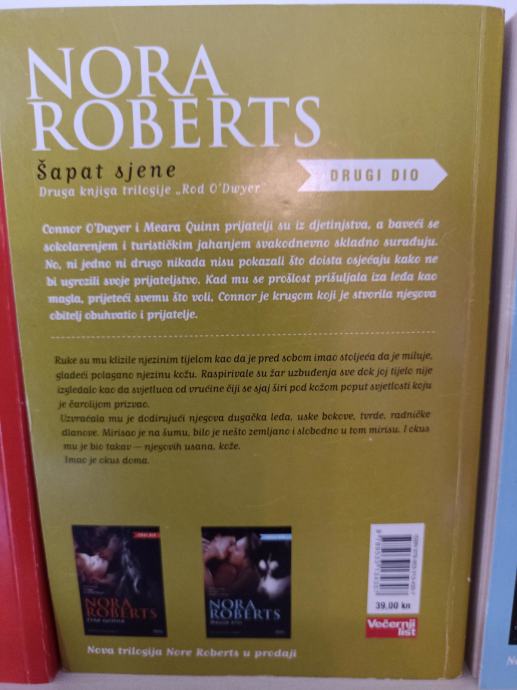 NORA
ROBERTS
Šapat sjene
DRUGI DIO
Druga knjiga trilogije „Rod O'Dwyer"
Connor O'Dwyer i Meara Quinn prijatelji su iz djetinjstva, a baveći se
sokolarenjem i turističkim jahanjem svakodnevno skladno surađuju.
No, ni jedno ni drugo nikada nisu pokazali što doista osjećaju kako ne
bi ugrozili svoje prijateljstvo. Kad mu se prošlost prišuljala iza leđa kao
magla, prijeteći svemu što voli, Connor je krugom koji je stvorila njegova
obitelj obuhvatio i prijatelje.
Ruke su mu klizile njezinim tijelom kao da je pred sobom imao stoljeća da je miluje,
gladeći polagano njezinu kožu. Raspirivale su žar uzbuđenja sve dok joj tijelo nije
izgledalo kao da svjetluca od vrućine čiji se sjaj širi pod kožom poput svjetlosti koju
je čarolijom prizvao.
Uzvraćala mu je dodirujući njegova dugačka leđa, uske bokove, tvrde, radničke
dlanove. Mirisao je na šumu, bilo je nešto zemljano i slobodno u tom mirisu. I okus
mu je bio takav — njegovih usana, kože.
Imao je okus doma.
NORA
ROBERTS
NORA
ROBERTS
39,00 kn
Večernji
list
Nova trilogija Nore Roberts u prodaji